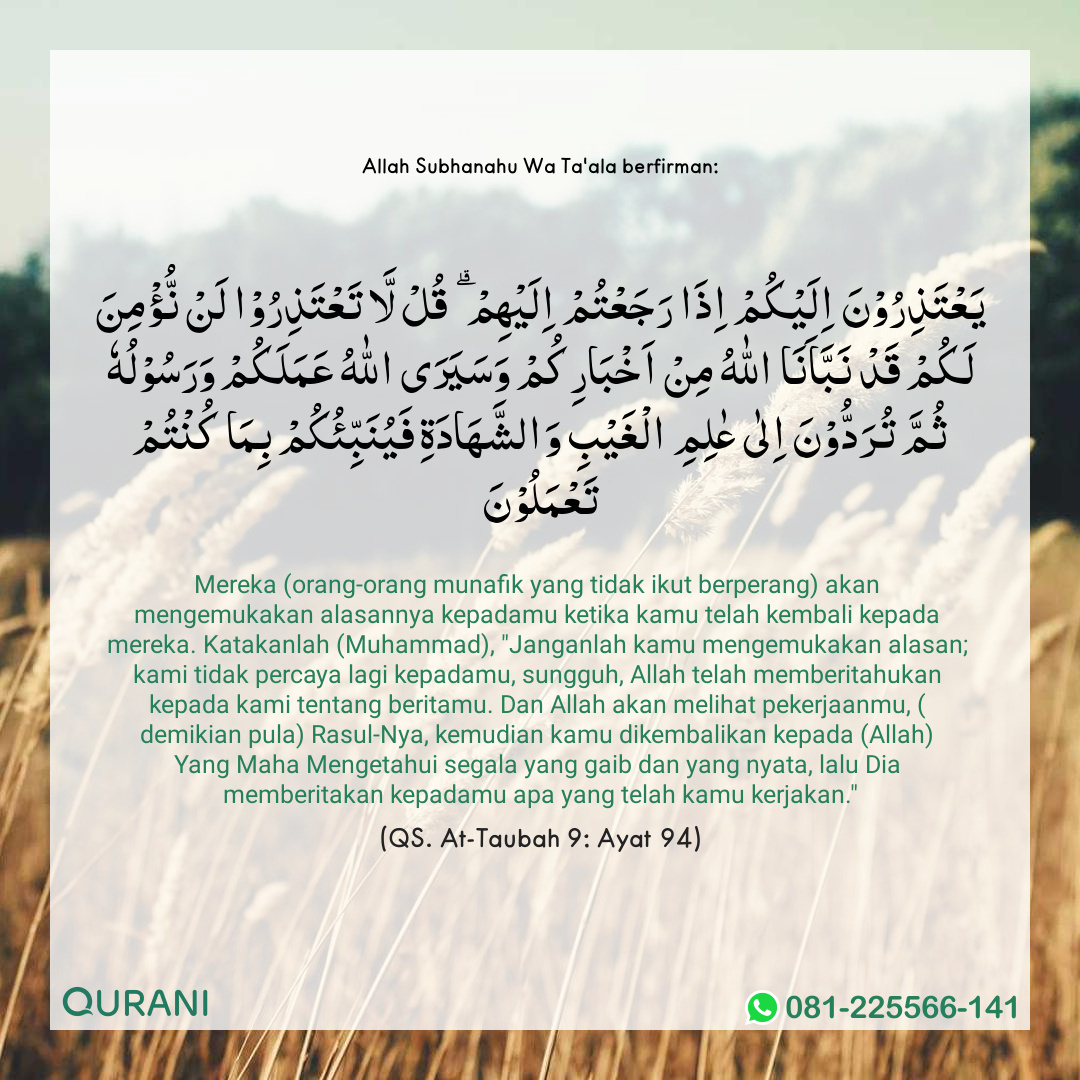 Allah Subhanahu Wa Ta'ala berfirman:
يَعْتَذِرُوْنَ اِلَيْكُمْ اِذَا رَجَعْتُمْ اِلَيْهِمْ ۗ قُلْ لَّا تَعْتَذِرُوْا لَنْ نُّؤْمِنَ
لَـكُمْ قَدْ نَـبَّاَنَا اللّٰهُ مِنْ اَخْبَارِكُمْ وَ سَيَرَى اللّٰهُ عَمَلَـكُمْ وَرَسُوْلُهٗ
ثُمَّ تُرَدُّوْنَ اِلٰى عٰلِمِ الْغَيْبِ وَا لشَّهَادَةِ فَيُنَبِّئُكُمْ بِمَا كُنْتُمْ
تَعْمَلُوْنَ
Mereka (orang-orang munafik yang tidak ikut berperang) akan
mengemukakan alasannya kepadamu ketika kamu telah kembali kepada
mereka. Katakanlah (Muhammad), "Janganlah kamu mengemukakan alasan;
kami tidak percaya lagi kepadamu, sungguh, Allah telah memberitahukan
kepada kami tentang beritamu. Dan Allah akan melihat pekerjaanmu, (
demikian pula) Rasul-Nya, kemudian kamu dikembalikan kepada (Allah)
Yang Maha Mengetahui segala yang gaib dan yang nyata, lalu Dia
memberitakan kepadamu apa yang telah kamu kerjakan."
(QS. At-Taubah 9: Ayat 94)
QURANI
081-225566-141